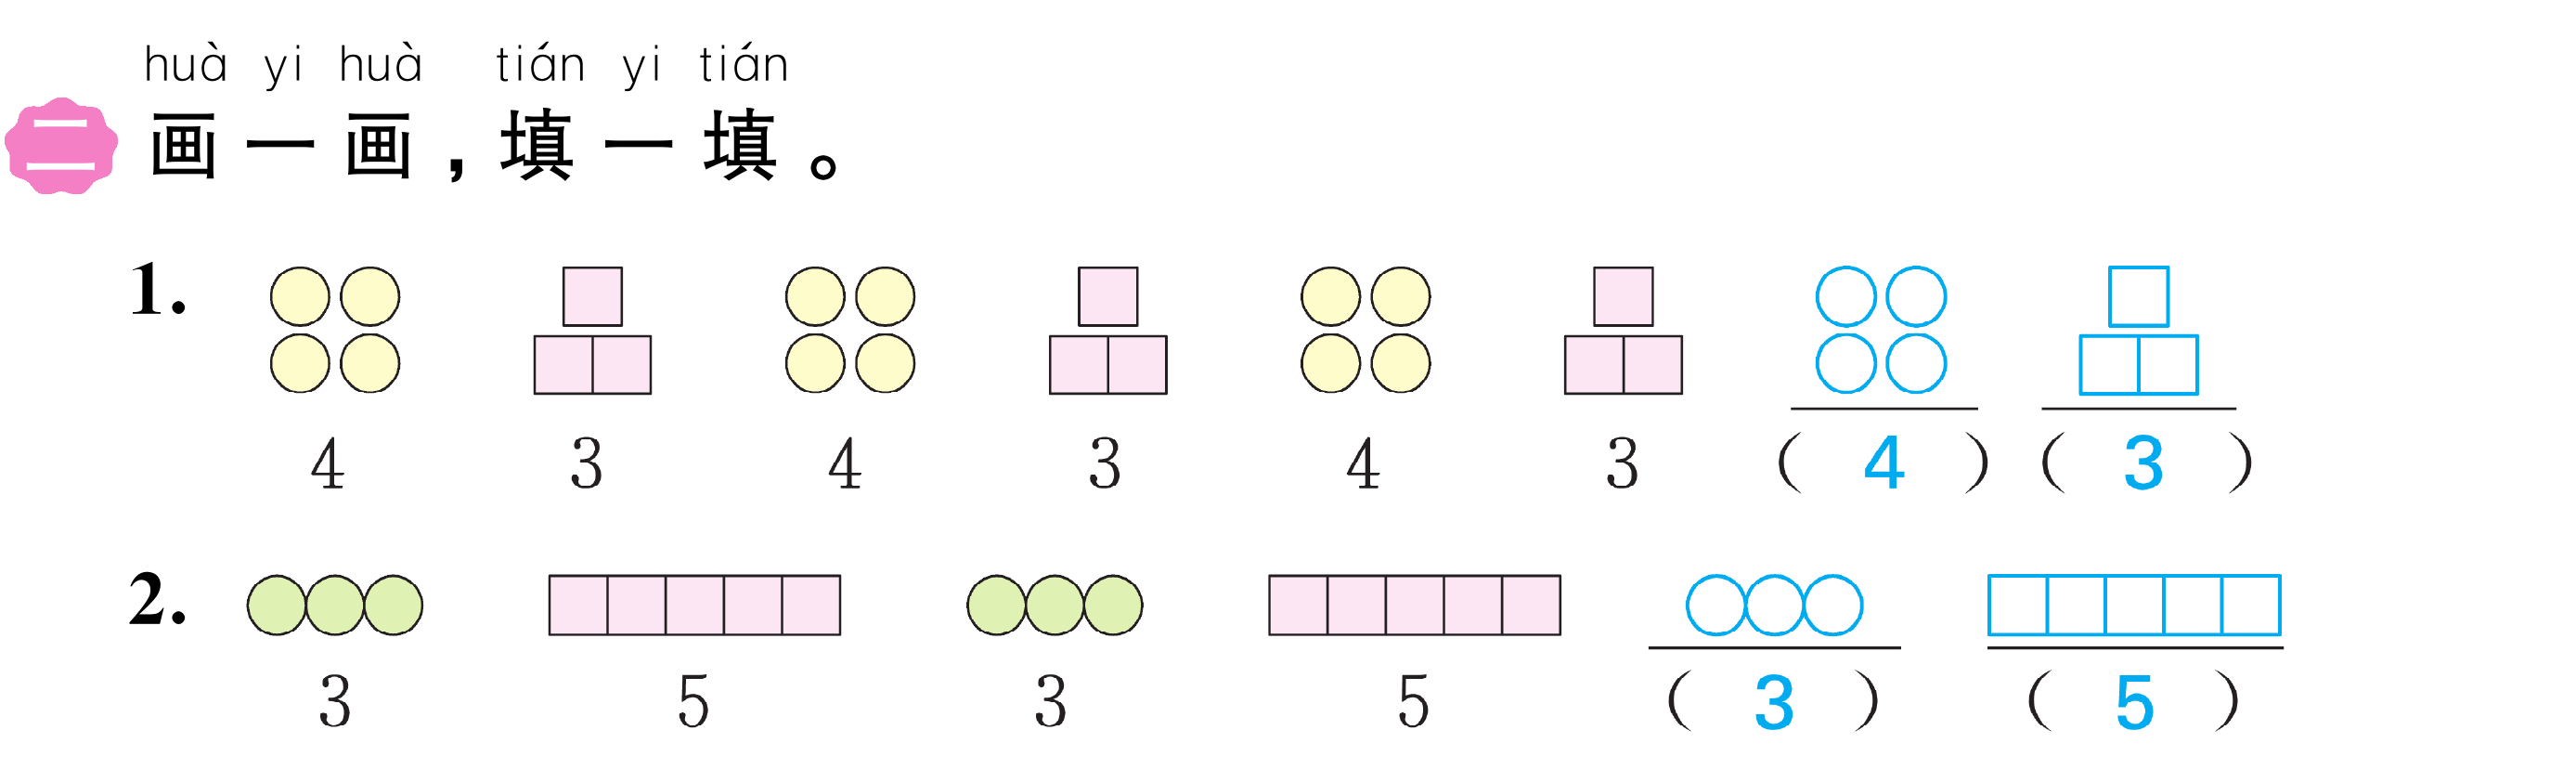 huà yi huà tián yi tián
二 画一画，填一填。
1.
4 3 4 3 4 3 ( 4 ) ( 3 )
2.
3 5 3 5 ( 3 ) ( 5 )